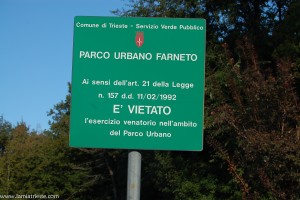 Comune di Trieste - Servizio Verde Pubblico
PARCO URBANO FARNETO
Ai sensi dell'art. 21 della Legge
n. 157 d.d. 11/02/1992
E' VIETATO
l'esercizio venatorio nell'ambito
del Parco Urbano
www.lamiatrieste.com